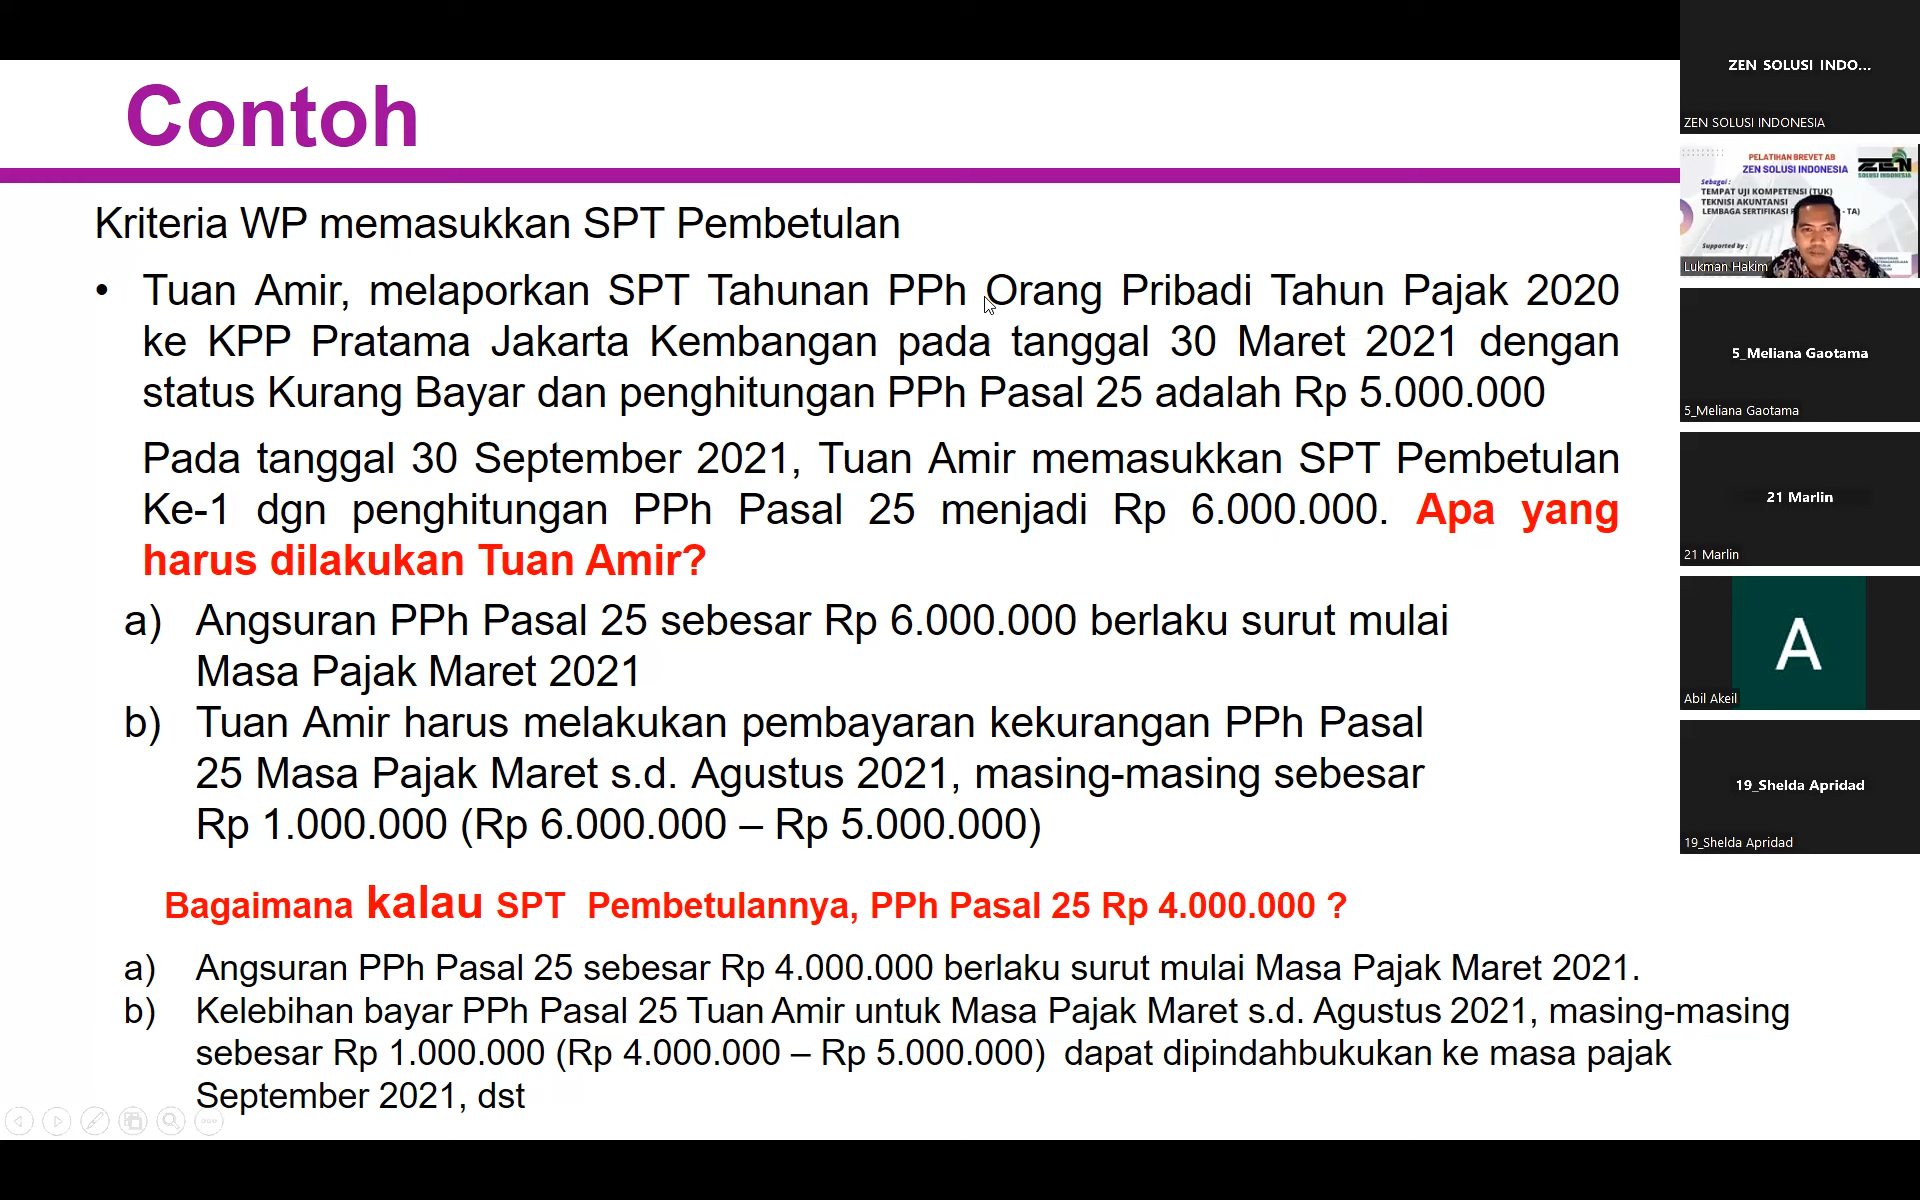 Contoh
Kriteria WP memasukkan SPT Pembetulan
• Tuan Amir, melaporkan SPT Tahunan PPh Orang Pribadi Tahun Pajak 2020
ke KPP Pratama Jakarta Kembangan pada tanggal 30 Maret 2021 dengan
status Kurang Bayar dan penghitungan PPh Pasal 25 adalah Rp 5.000.000
Pada tanggal 30 September 2021, Tuan Amir memasukkan SPT Pembetulan
Ke-1 dgn penghitungan PPh Pasal 25 menjadi Rp 6.000.000. Apa yang
harus dilakukan Tuan Amir?
a) Angsuran PPh Pasal 25 sebesar Rp 6.000.000 berlaku surut mulai
Masa Pajak Maret 2021
b) Tuan Amir harus melakukan pembayaran kekurangan PPh Pasal
25 Masa Pajak Maret s.d. Agustus 2021, masing-masing sebesar
Rp 1.000.000 (Rp 6.000.000 – Rp 5.000.000)
Bagaimana kalau SPT Pembetulannya, PPh Pasal 25 Rp 4.000.000 ?
a) Angsuran PPh Pasal 25 sebesar Rp 4.000.000 berlaku surut mulai Masa Pajak Maret 2021.
b) Kelebihan bayar PPh Pasal 25 Tuan Amir untuk Masa Pajak Maret s.d. Agustus 2021, masing-masing
sebesar Rp 1.000.000 (Rp 4.000.000 – Rp 5.000.000) dapat dipindahbukukan ke masa pajak
September 2021, dst
ZEN SOLUSI INDO...
ZEN SOLUSI INDONESIA
PELATIHAN BREVET AB
ZEN SOLUSI INDONESIA
ZEN
SOLUSI INDONESIA
Sebagai :
TEMPAT UJI KOMPETENSI (TUK)
TEKNISI AKUNTANSI
LEMBAGA SERTIFIKASI - TA)
Supported by :
Lukman Hakim
5_Meliana Gaotama
5_Meliana Gaotama
21 Marlin
21 Marlin
A
Abil Akeil
19_Shelda Apridad
19_Shelda Apridad